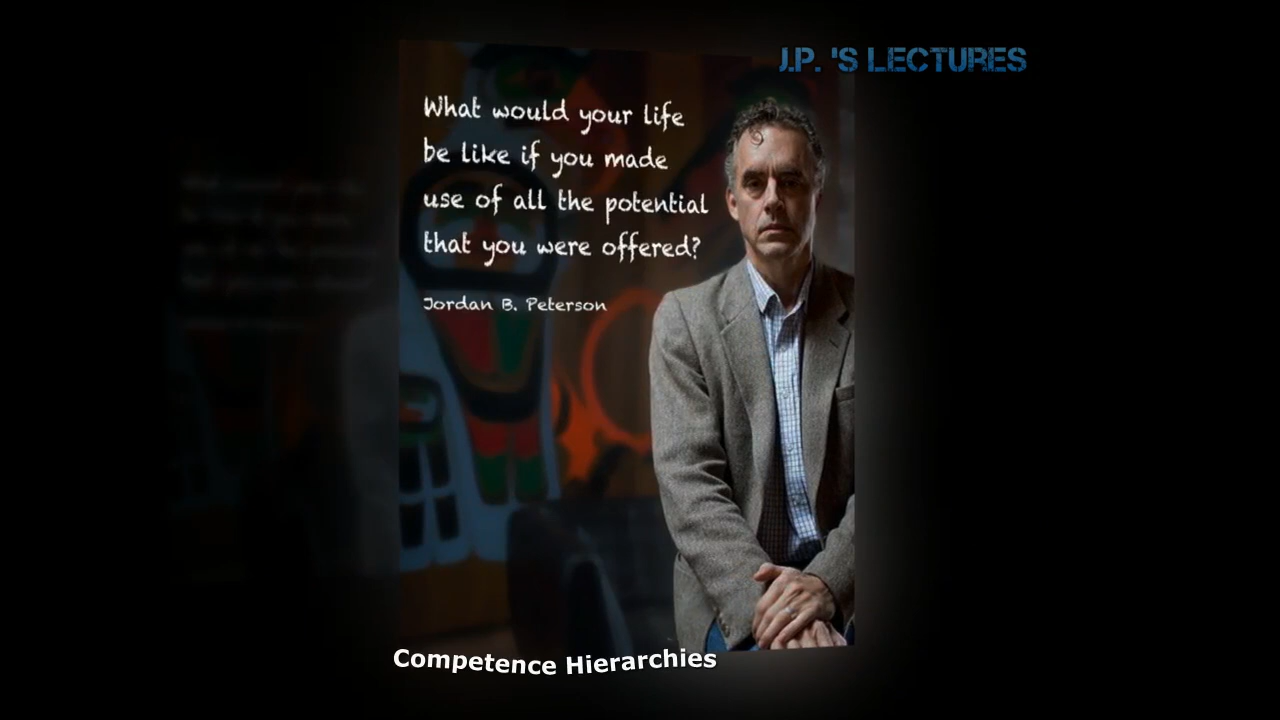 J.P. 'S LECTURES
What would your life
be like if you made
use of all the potential
that you were offered?
Jordan B. Peterson
Competence Hierarchies